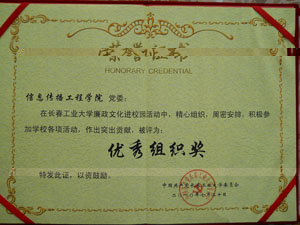 荣誉证书
HONORARY CREDENTIAL
信息传播工程学院 党委:
在长春工业大学廉政文化进校园活动中,精心组织,周密安排,积极参
加学校各项活动,作出突出贡献,被评为:
优秀组织奖
特发此证,以资鼓励。